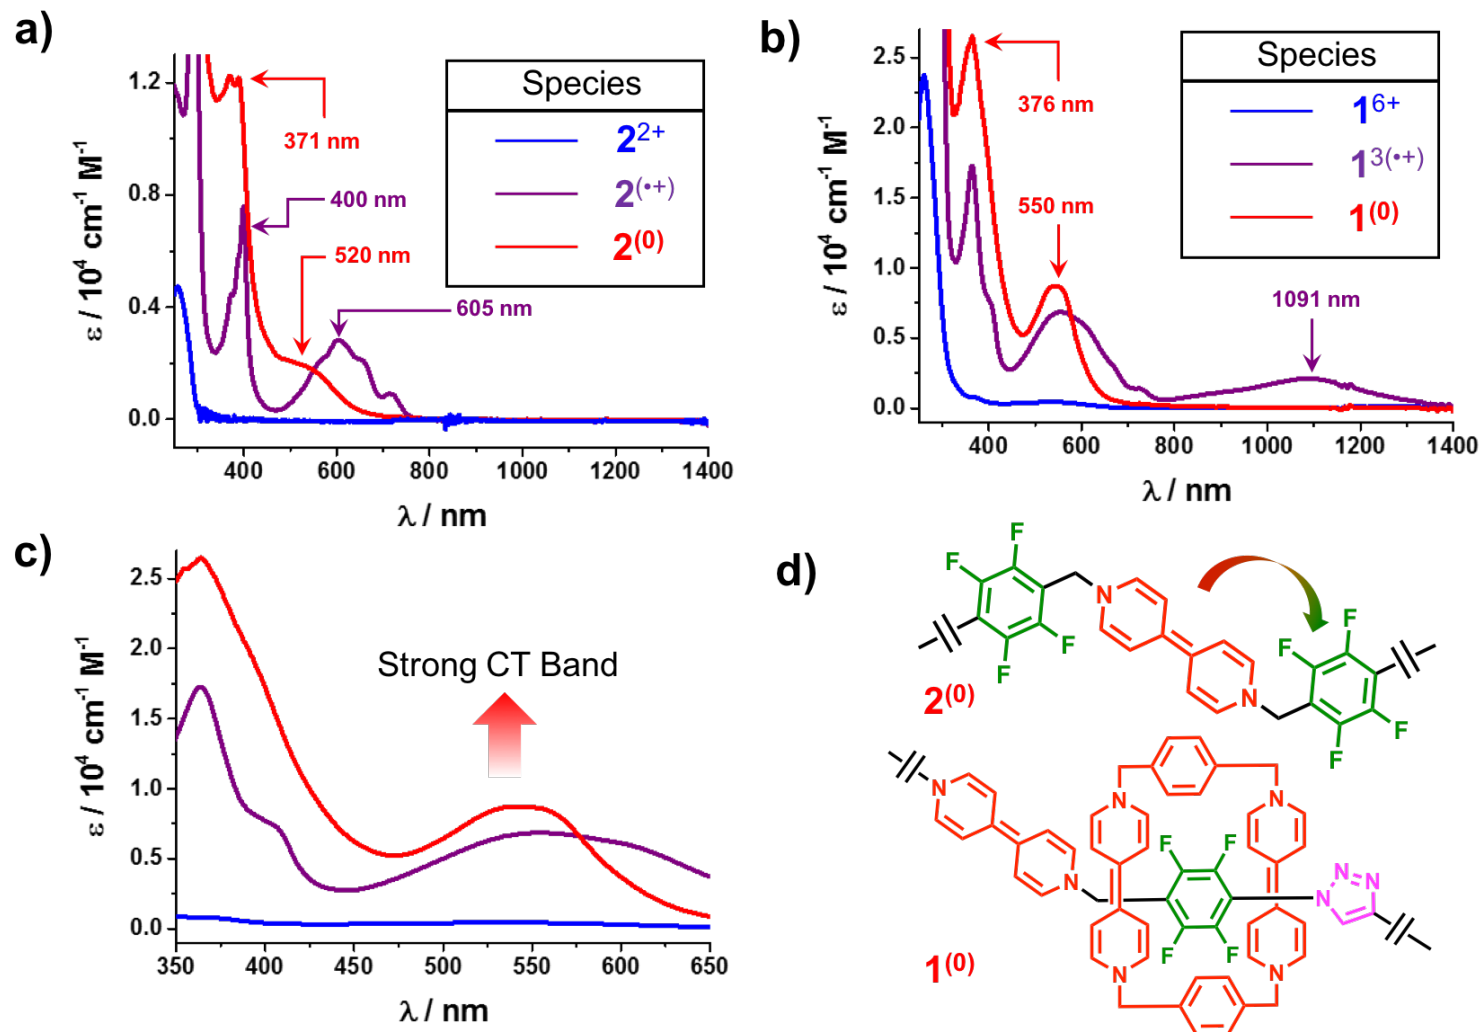 a)
ε / 10⁴ cm⁻¹ M⁻¹
1.2
0.8
0.4
0.0
400 600 800 1000 1200 1400
λ / nm
371 nm
400 nm
520 nm
605 nm
Species
2²⁺
2⁽•⁺⁾
2⁽⁰⁾
b)
ε / 10⁴ cm⁻¹ M⁻¹
2.5
2.0
1.5
1.0
0.5
0.0
400 600 800 1000 1200 1400
λ / nm
376 nm
550 nm
1091 nm
Species
1⁶⁺
1³⁽•⁺⁾
1⁽⁰⁾
c)
ε / 10⁴ cm⁻¹ M⁻¹
2.5
2.0
1.5
1.0
0.5
0.0
350 400 450 500 550 600 650
λ / nm
Strong CT Band
d)
F
F
F
F
N
N
F
F
F
F
2⁽⁰⁾
N
N
N
N
N
N
F
F
F
F
N
N
N
1⁽⁰⁾